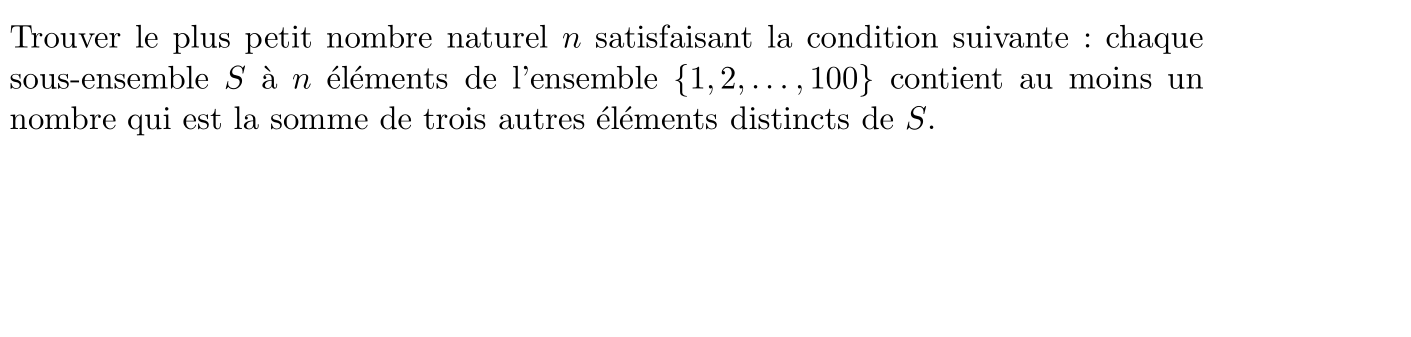 Trouver le plus petit nombre naturel n satisfaisant la condition suivante : chaque
sous-ensemble S à n éléments de l'ensemble {1, 2, . . . , 100} contient au moins un
nombre qui est la somme de trois autres éléments distincts de S.